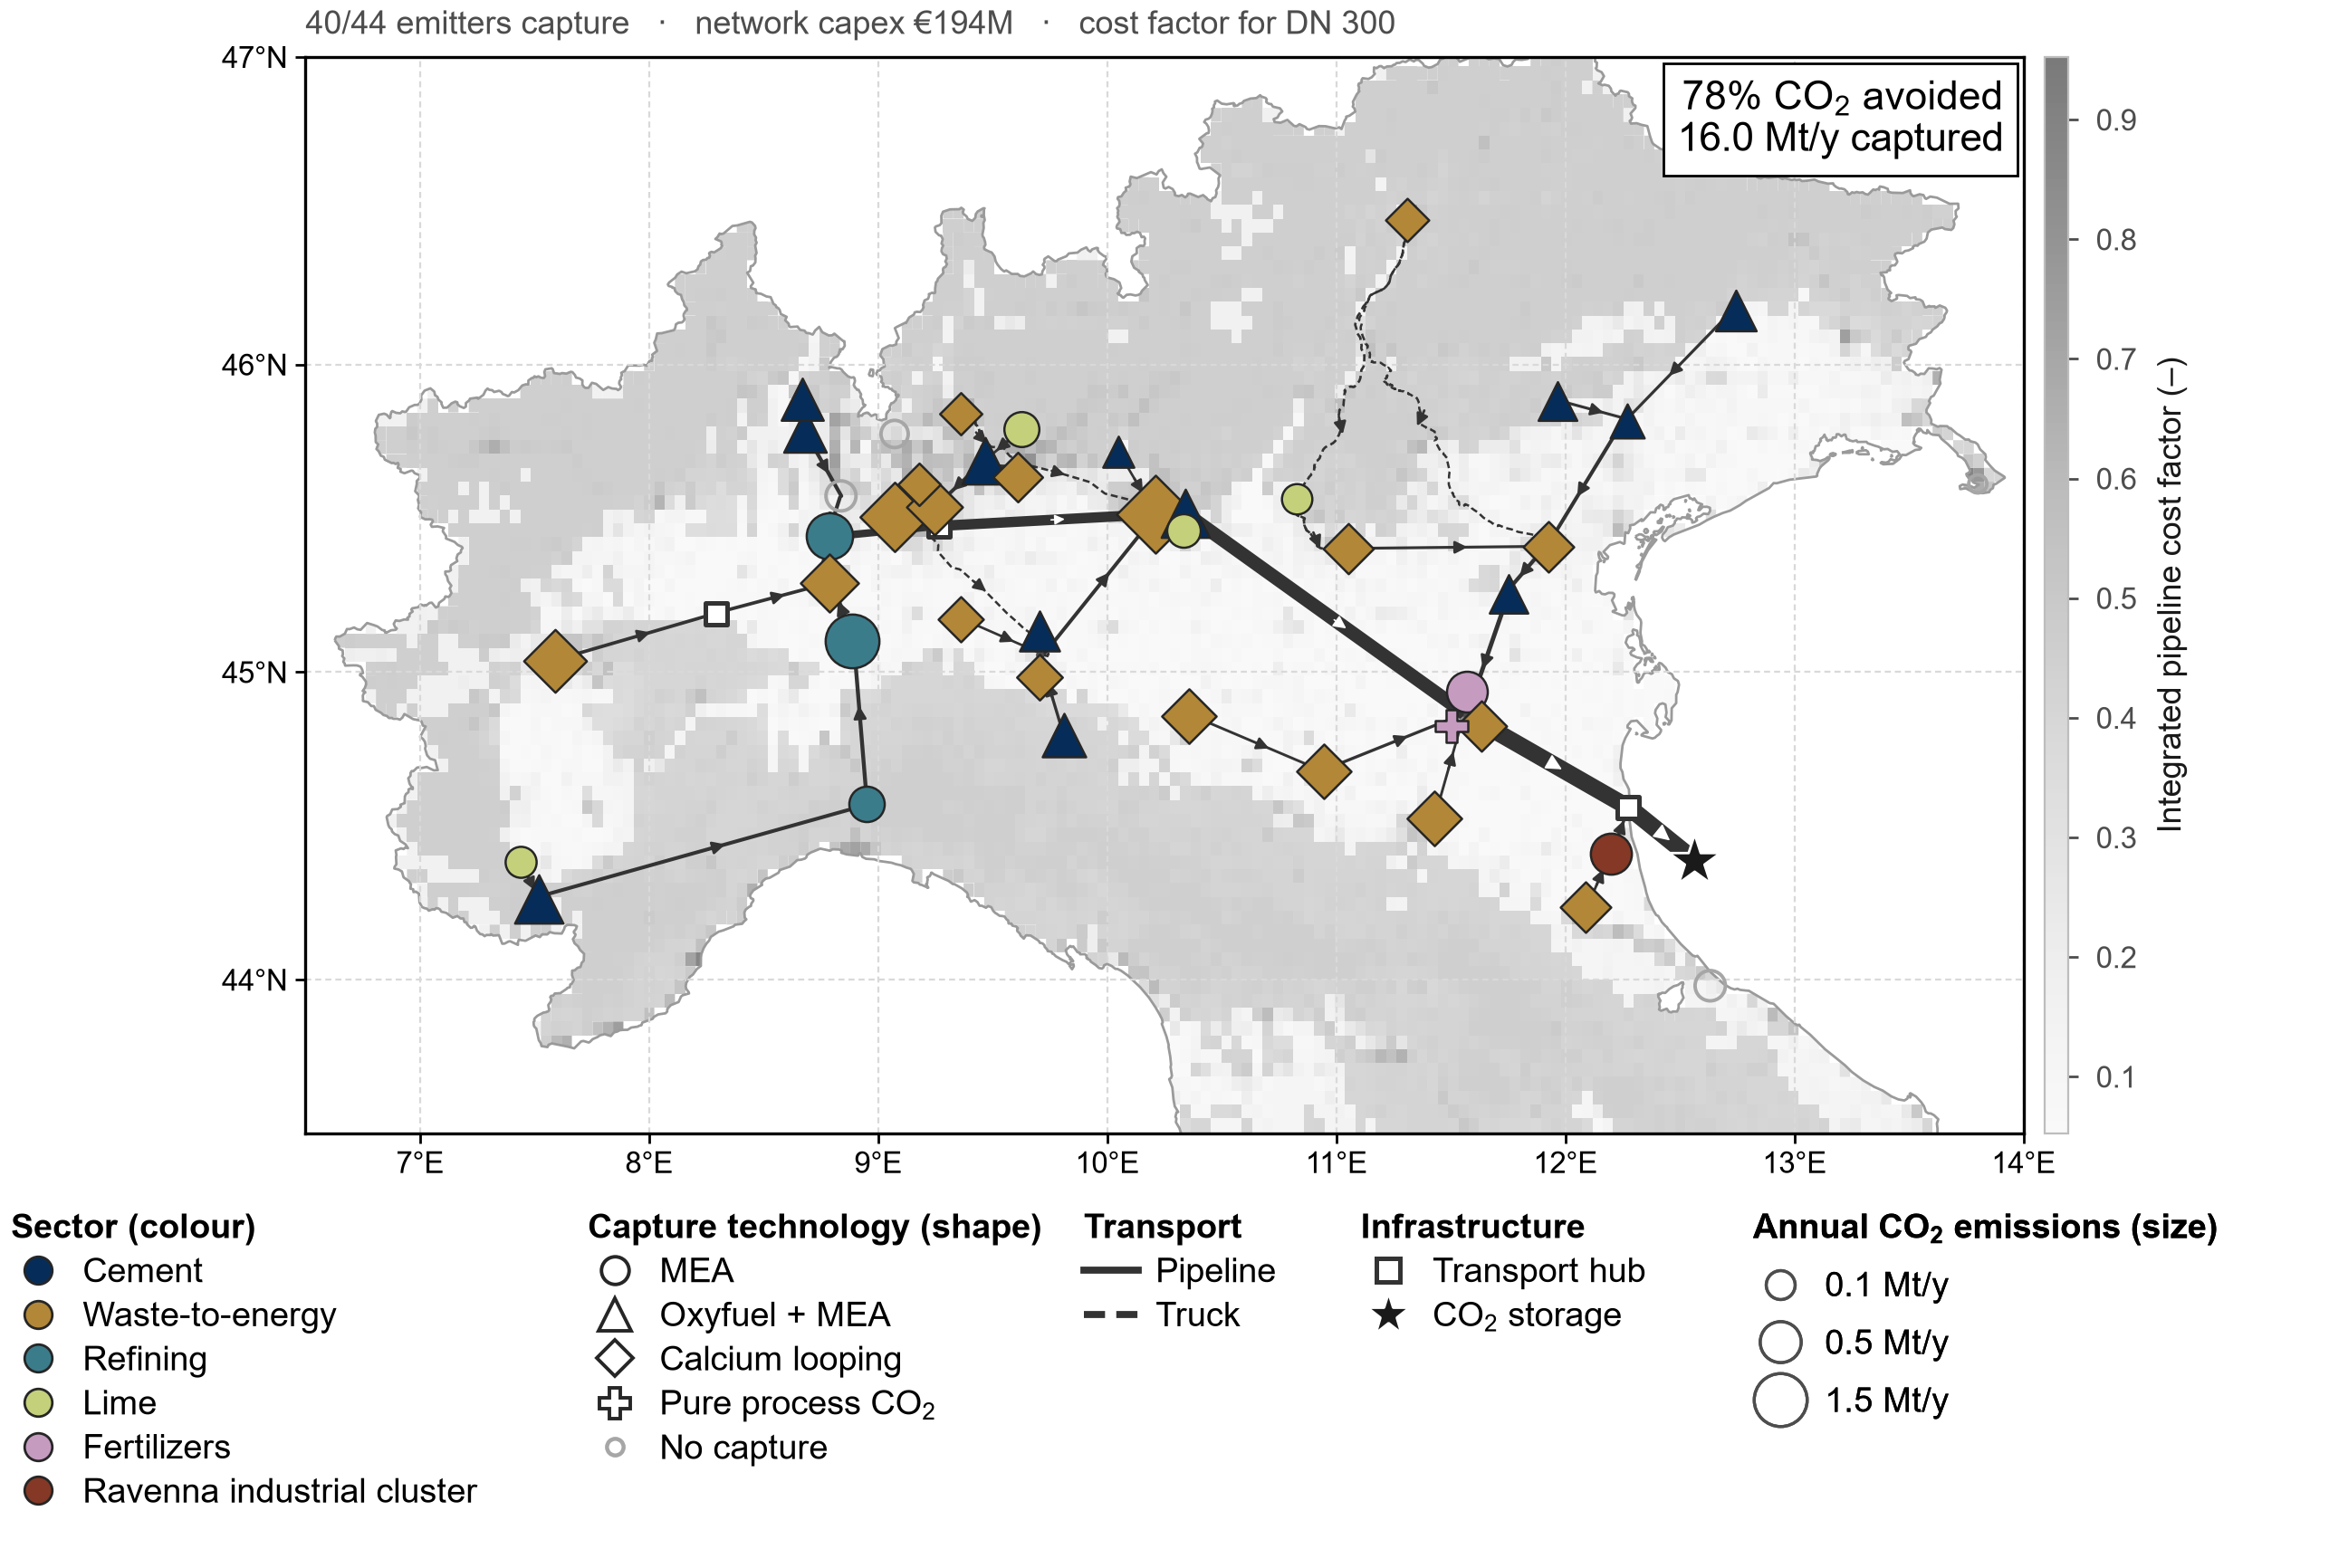 40/44 emitters capture · network capex €194M · cost factor for DN 300
47°N
46°N
45°N
44°N
7°E
8°E
9°E
10°E
11°E
12°E
13°E
14°E
78% CO₂ avoided
16.0 Mt/y captured
0.9
0.8
0.7
0.6
0.5
0.4
0.3
0.2
0.1
Integrated pipeline cost factor (–)
Sector (colour)
Cement
Waste-to-energy
Refining
Lime
Fertilizers
Ravenna industrial cluster
Capture technology (shape)
MEA
Oxyfuel + MEA
Calcium looping
Pure process CO₂
No capture
Transport
Pipeline
Truck
Infrastructure
Transport hub
CO₂ storage
Annual CO₂ emissions (size)
0.1 Mt/y
0.5 Mt/y
1.5 Mt/y